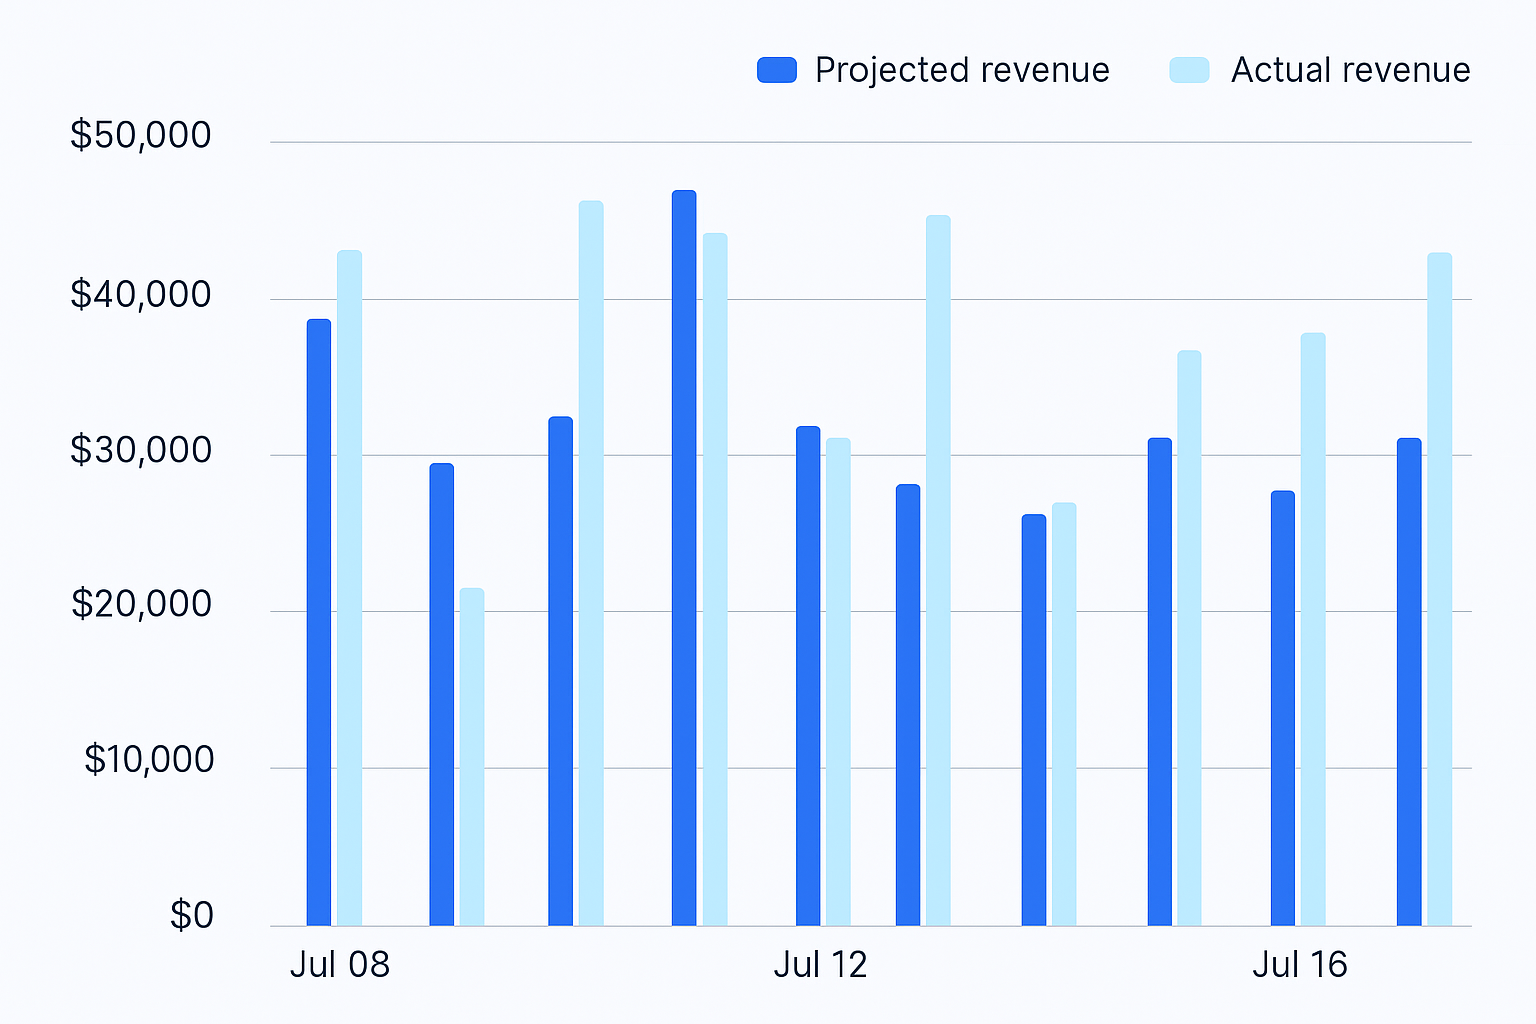 Projected revenue
Actual revenue
$50,000
$40,000
$30,000
$20,000
$10,000
$0
Jul 08
Jul 12
Jul 16